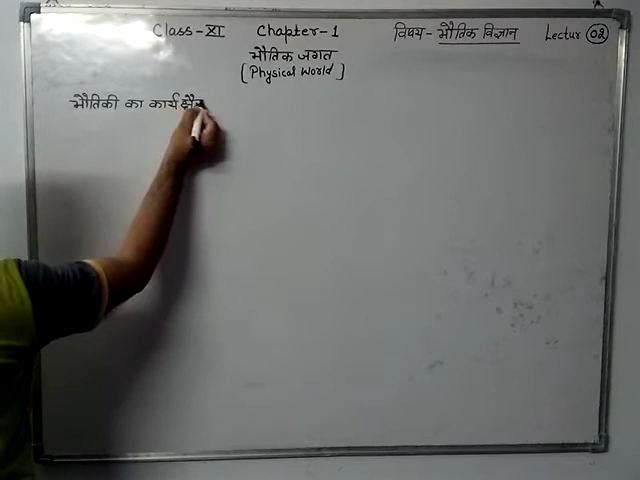 Class-XI Chapter-1 विषय- भौतिक विज्ञान Lectur 02
भौतिक जगत
[Physical World]
भौतिकी का कार्य